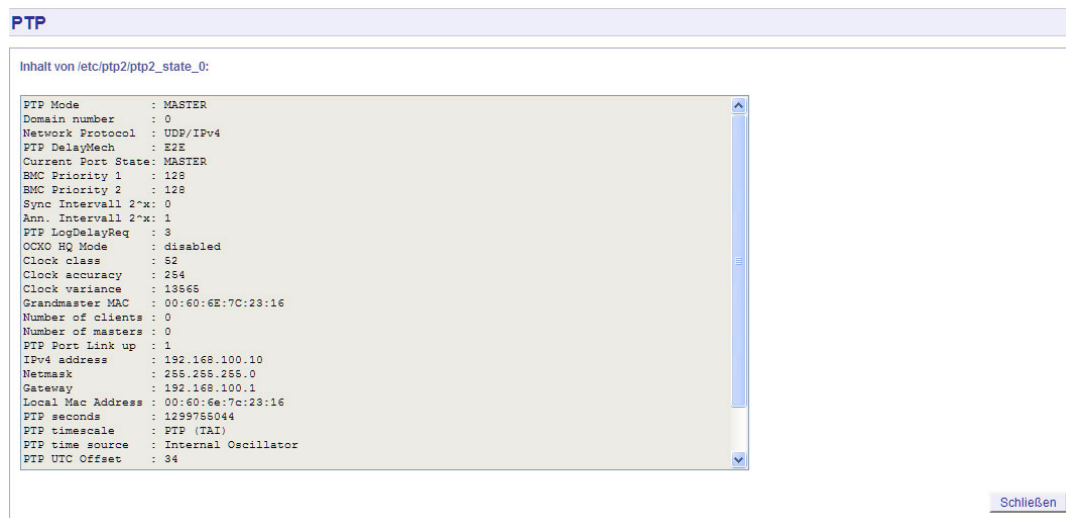 PTP
Inhalt von /etc/ptp2/ptp2_state_0:
PTP Mode : MASTER
Domain number : 0
Network Protocol : UDP/IPv4
PTP DelayMech : E2E
Current Port State: MASTER
BMC Priority 1 : 128
BMC Priority 2 : 128
Sync Intervall 2^x: 0
Ann. Intervall 2^x: 1
PTP LogDelayReq : 3
OCXO HQ Mode : disabled
Clock class : 52
Clock accuracy : 254
Clock variance : 13565
Grandmaster MAC : 00:60:6E:7C:23:16
Number of clients : 0
Number of masters : 0
PTP Port Link up : 1
IPv4 address : 192.168.100.10
Netmask : 255.255.255.0
Gateway : 192.168.100.1
Local Mac Address : 00:60:6e:7c:23:16
PTP seconds : 1299755044
PTP timescale : PTP (TAI)
PTP time source : Internal Oscillator
PTP UTC Offset : 34
Schließen